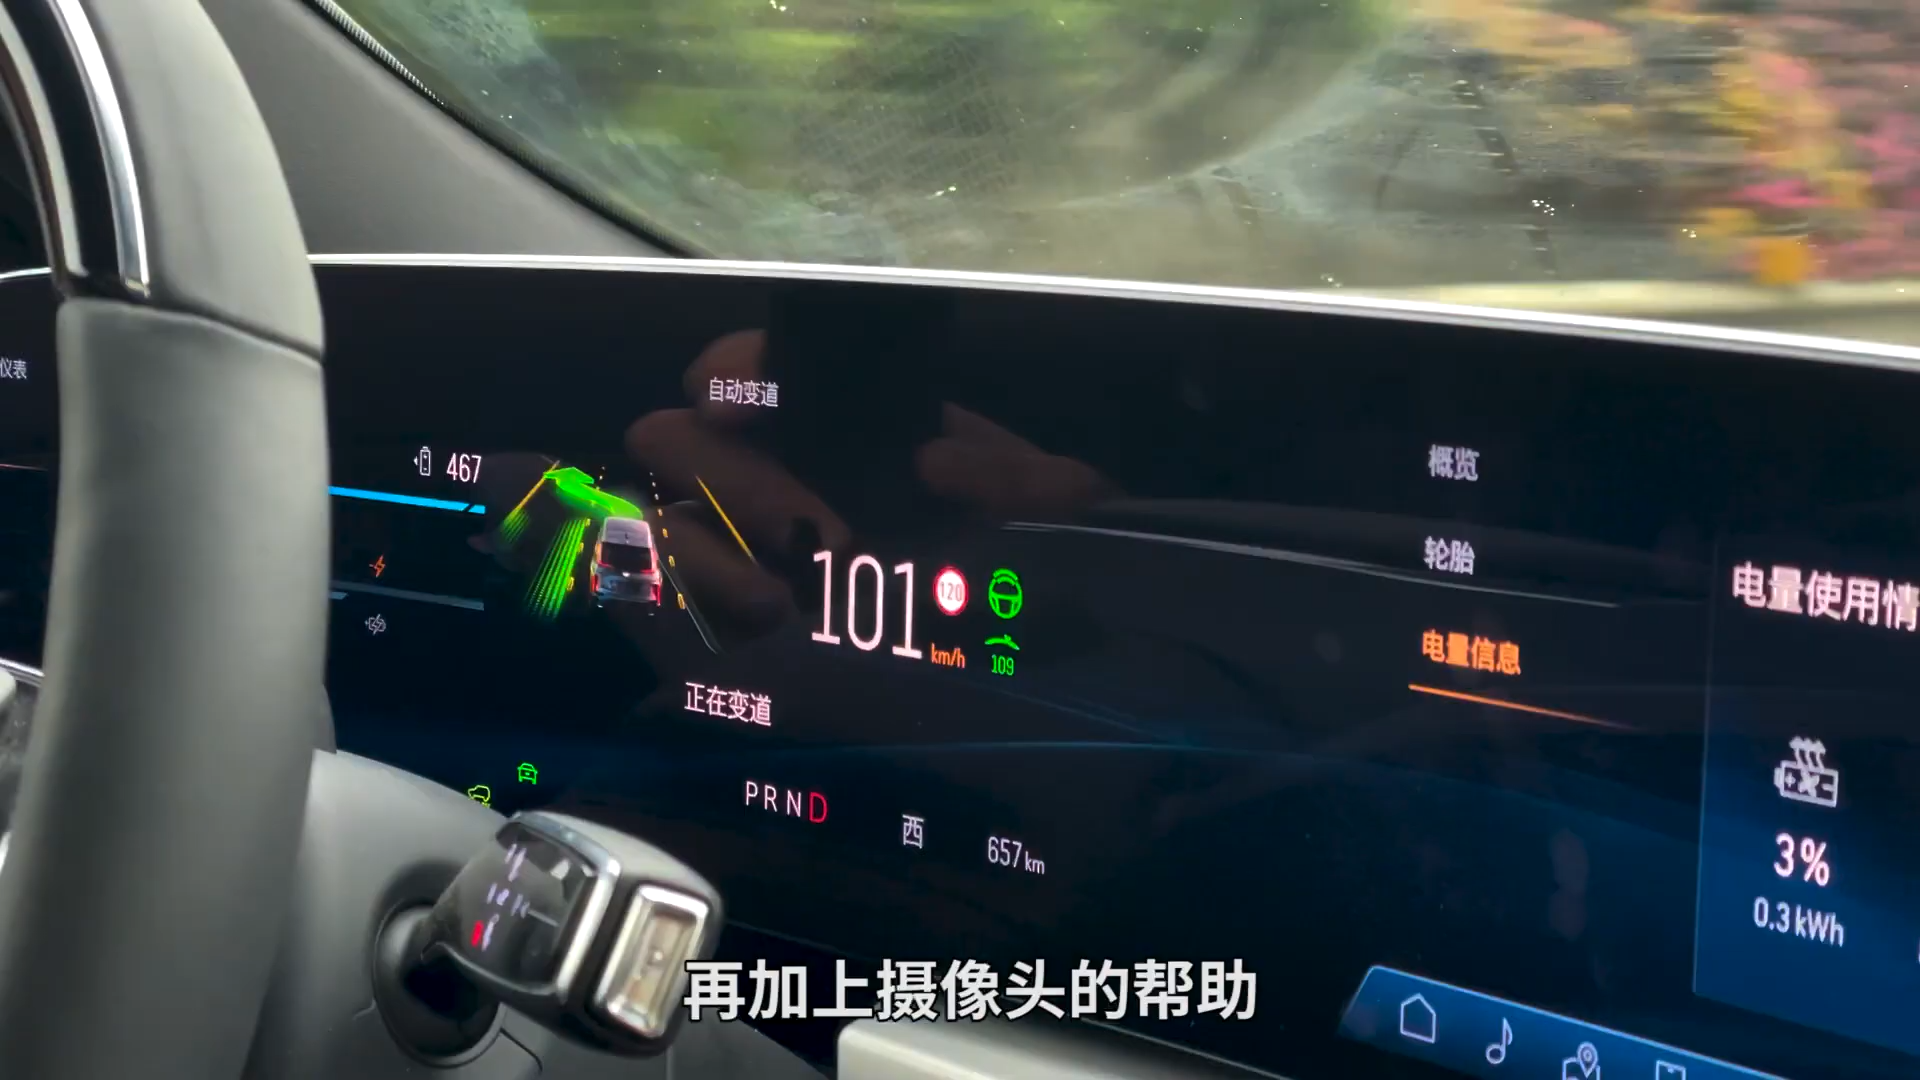 仪表
自动变道
467
101
km/h
120
109
正在变道
PRND
西
657km
概览
轮胎
电量信息
电量使用情
3%
0.3kWh
再加上摄像头的帮助